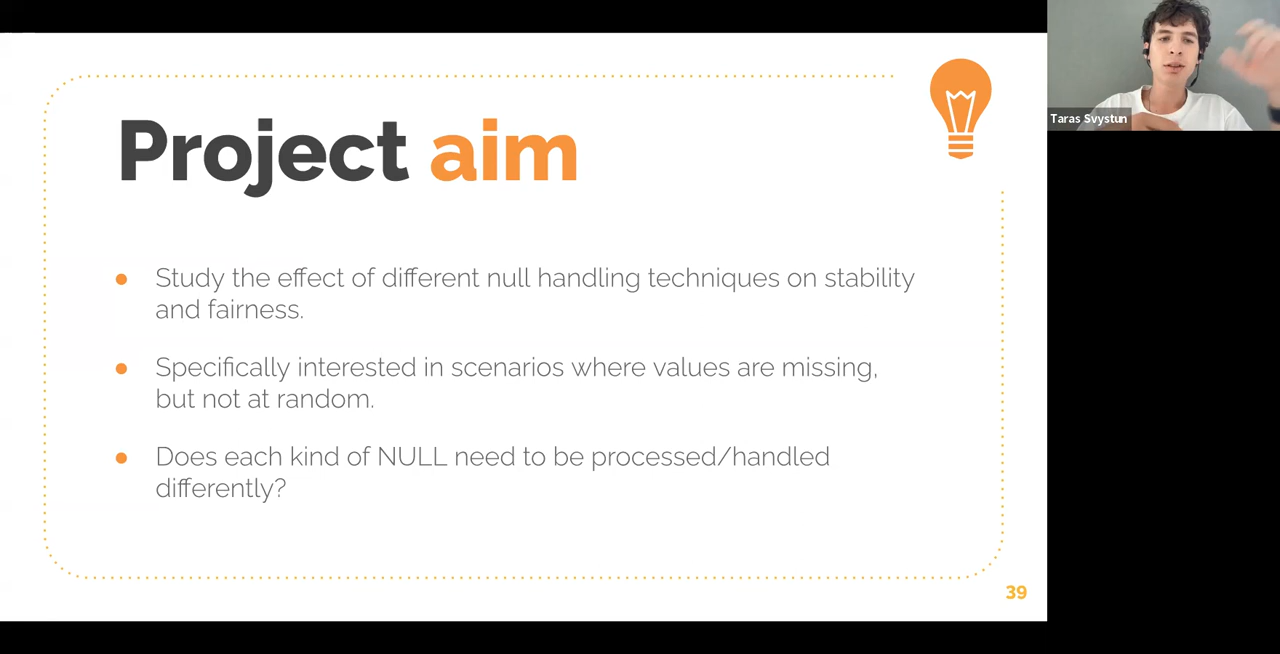 Project aim
Study the effect of different null handling techniques on stability
and fairness.
Specifically interested in scenarios where values are missing,
but not at random.
Does each kind of NULL need to be processed/handled
differently?
39
Taras Svystun